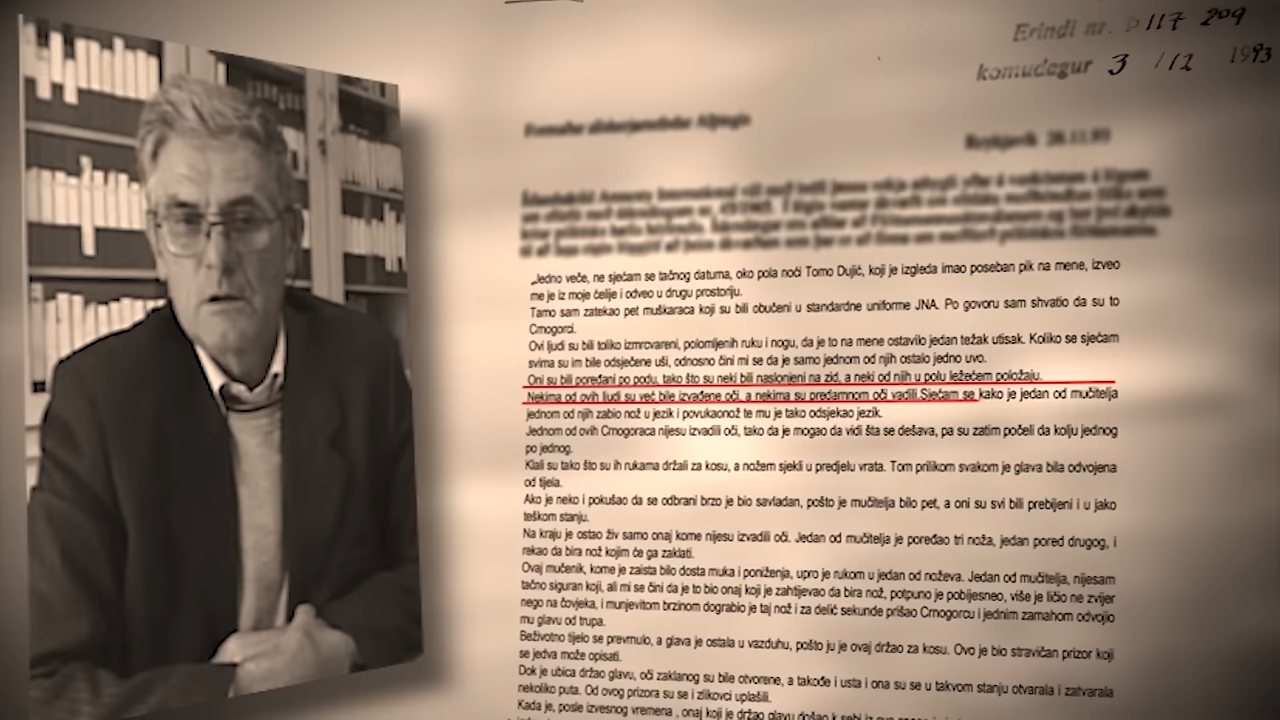 Erindi nr. Þ 117 209
komudagur 3 /12 1993
Reykjavík 28.11.93
„Jedno veče, ne sjećam se tačnog datuma, oko pola noći Tomo Dujić, koji je izgleda imao poseban pik na mene, izveo
me je iz moje ćelije i odveo u drugu prostoriju.
Tamo sam zatekao pet muškaraca koji su bili obučeni u standardne uniforme JNA. Po govoru sam shvatio da su to
Crnogorci.
Ovi ljudi su bili toliko izmrovareni, polomljenih ruku i nogu, da je to na mene ostavilo jedan težak utisak. Koliko se sjećam
svima su im bile odsječene uši, odnosno čini mi se da je samo jednom od njih ostalo jedno uvo.
Oni su bili poređani po podu, tako što su neki bili naslonjeni na zid, a neki od njih u polu ležećem položaju.
Nekima od ovih ljudi su već bile izvađene oči, a nekima su predamnom oči vadili.Sjećam se kako je jedan od mučitelja
jednom od njih zabio nož u jezik i povukaonož te mu je tako odsjekao jezik.
Jednom od ovih Crnogoraca nijesu izvadili oči, tako da je mogao da vidi šta se dešava, pa su zatim počeli da kolju jednog
po jednog.
Klali su tako što su ih rukama držali za kosu, a nožem sjekli u predjelu vrata. Tom prilikom svakom je glava bila odvojena
od tijela.
Ako je neko i pokušao da se odbrani brzo je bio savladan, pošto je mučitelja bilo pet, a oni su svi bili prebijeni i u jako
teškom stanju.
Na kraju je ostao živ samo onaj kome nijesu izvadili oči. Jedan od mučitelja je poređao tri noža, jedan pored drugog, i
rekao da bira nož kojim će ga zaklati.
Ovaj mučenik, kome je zaista bilo dosta muka i poniženja, upro je rukom u jedan od noževa. Jedan od mučitelja, nijesam
tačno siguran koji, ali mi se čini da je to bio onaj koji je zahtijevao da bira nož, potpuno je pobijesneo, više je ličio ne zvijer
nego na čovjeka, i munjevitom brzinom dograbio je taj nož i za delić sekunde prišao Crnogorcu i jednim zamahom odvojio
mu glavu od trupa.
Beživotno tijelo se prevrnulo, a glava je ostala u vazduhu, pošto ju je ovaj držao za kosu. Ovo je bio stravičan prizor koji
se jedva može opisati.
Dok je ubica držao glavu, oči zaklanog su bile otvorene, a takođe i usta i ona su se u takvom stanju otvarala i zatvarala
nekoliko puta. Od ovog prizora su se i zlikovci uplašili.
Kada je, posle izvesnog vremena , onaj koji je držao glavu došao k sebi